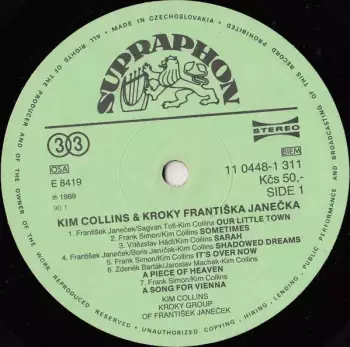 • MADE IN CZECHOSLOVAKIA •
ALL RIGHTS OF THE PRODUCER AND OF THE OWNER OF THE WORK REPRODUCED RESERVED • UNAUTHORIZED COPYING • HIRING • LENDING • PUBLIC PERFORMANCE AND BROADCASTING OF THIS RECORD PROHIBITED
SUPRAPHON
33
STEREO
OSA
BIEM
E 8419
11 0448-1 311
Kčs 50,-
℗ 1989
90 1
SIDE 1
KIM COLLINS & KROKY FRANTIŠKA JANEČKA
1. František Janeček/Sagvan Tofi-Kim Collins OUR LITTLE TOWN
2. Frank Simon/Kim Collins SOMETIMES
3. Vítězslav Hádl/Kim Collins SARAH
4. František Janeček/Boris Janíček-Kim Collins SHADOWED DREAMS
5. Frank Simon/Kim Collins IT'S OVER NOW
6. Zdeněk Barták/Jaroslav Machek-Kim Collins
A PIECE OF HEAVEN
7. Frank Simon/Kim Collins
A SONG FOR VIENNA
KIM COLLINS
KROKY GROUP
OF FRANTIŠEK JANEČEK